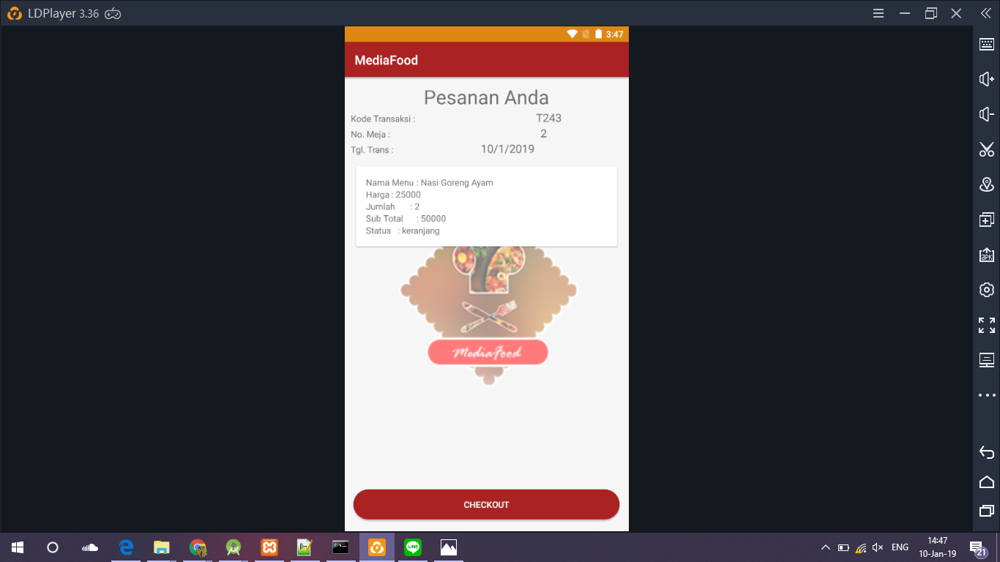 LDPlayer 3.36
3:47
MediaFood
Pesanan Anda
Kode Transaksi : T243
No. Meja : 2
Tgl. Trans : 10/1/2019
Nama Menu : Nasi Goreng Ayam
Harga : 25000
Jumlah : 2
Sub Total : 50000
Status : keranjang
MediaFood
CHECKOUT
APK
LINE
ENG
14:47
10-Jan-19
21